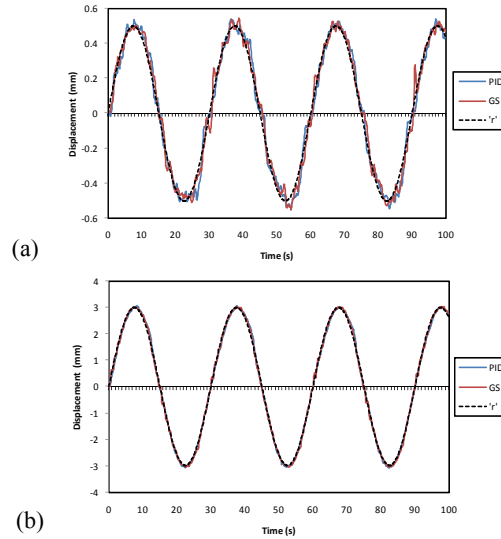 (a)
Displacement (mm)
0.6
0.4
0.2
0
-0.2
-0.4
-0.6
0 10 20 30 40 50 60 70 80 90 100
Time (s)
PID
GS
'r'
(b)
Displacement (mm)
4
3
2
1
0
-1
-2
-3
-4
0 10 20 30 40 50 60 70 80 90 100
Time (s)
PID
GS
'r'